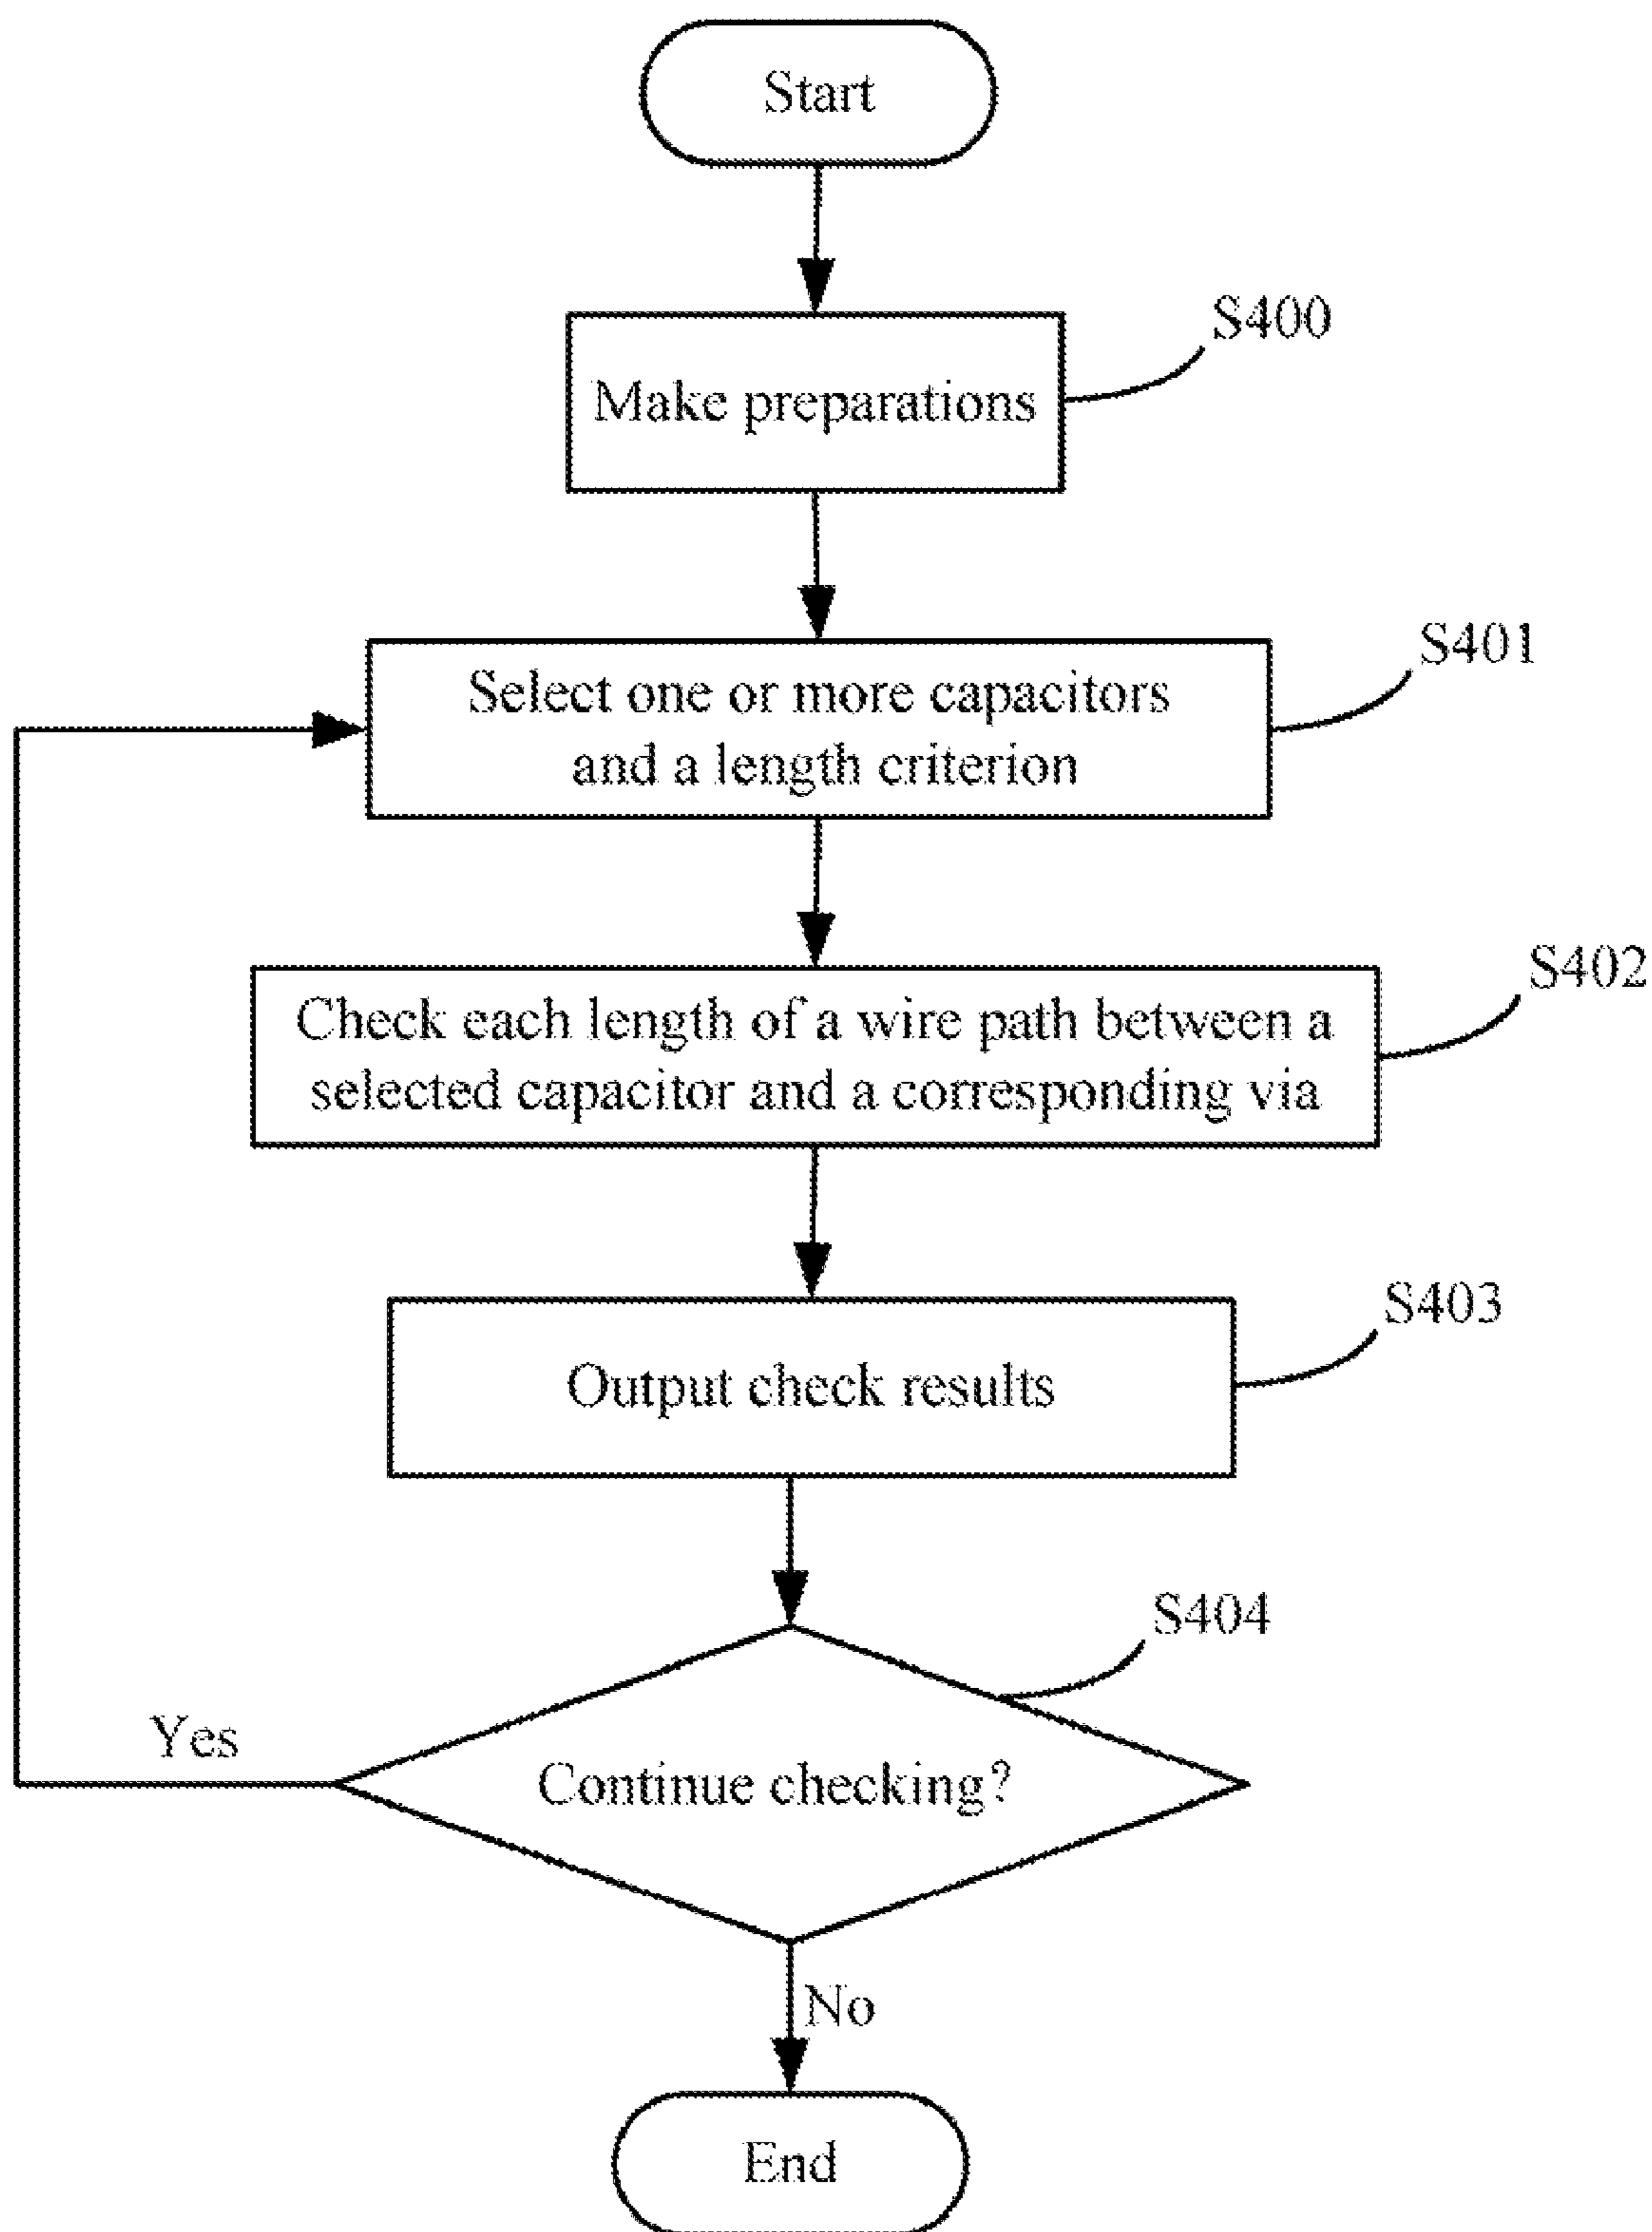 Start
S400
Make preparations
S401
Select one or more capacitors
and a length criterion
S402
Check each length of a wire path between a
selected capacitor and a corresponding via
S403
Output check results
S404
Yes
Continue checking?
No
End